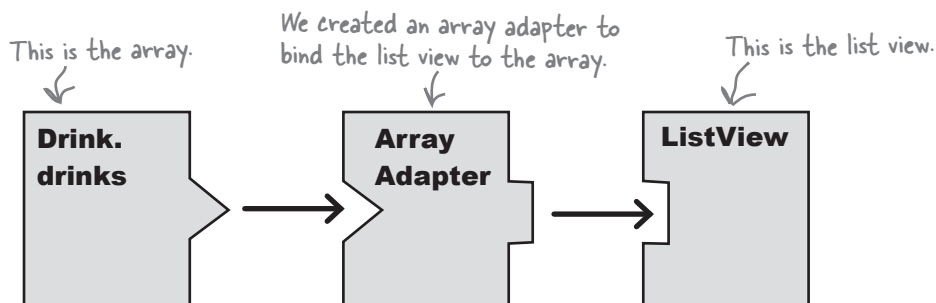 This is the array.
We created an array adapter to
bind the list view to the array.
This is the list view.
Drink.
drinks
Array
Adapter
ListView